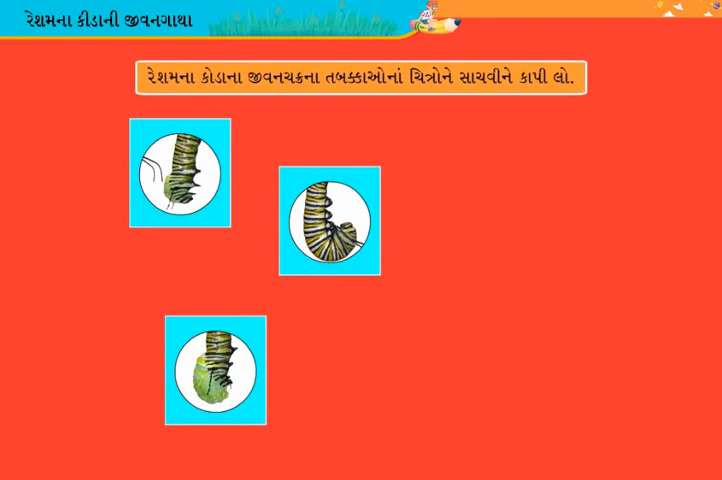 રેશમના કીડાની જીવનગાથા
રેશમના કોડાના જીવનચક્રના તબક્કાઓનાં ચિત્રોને સાચવીને કાપી લો.